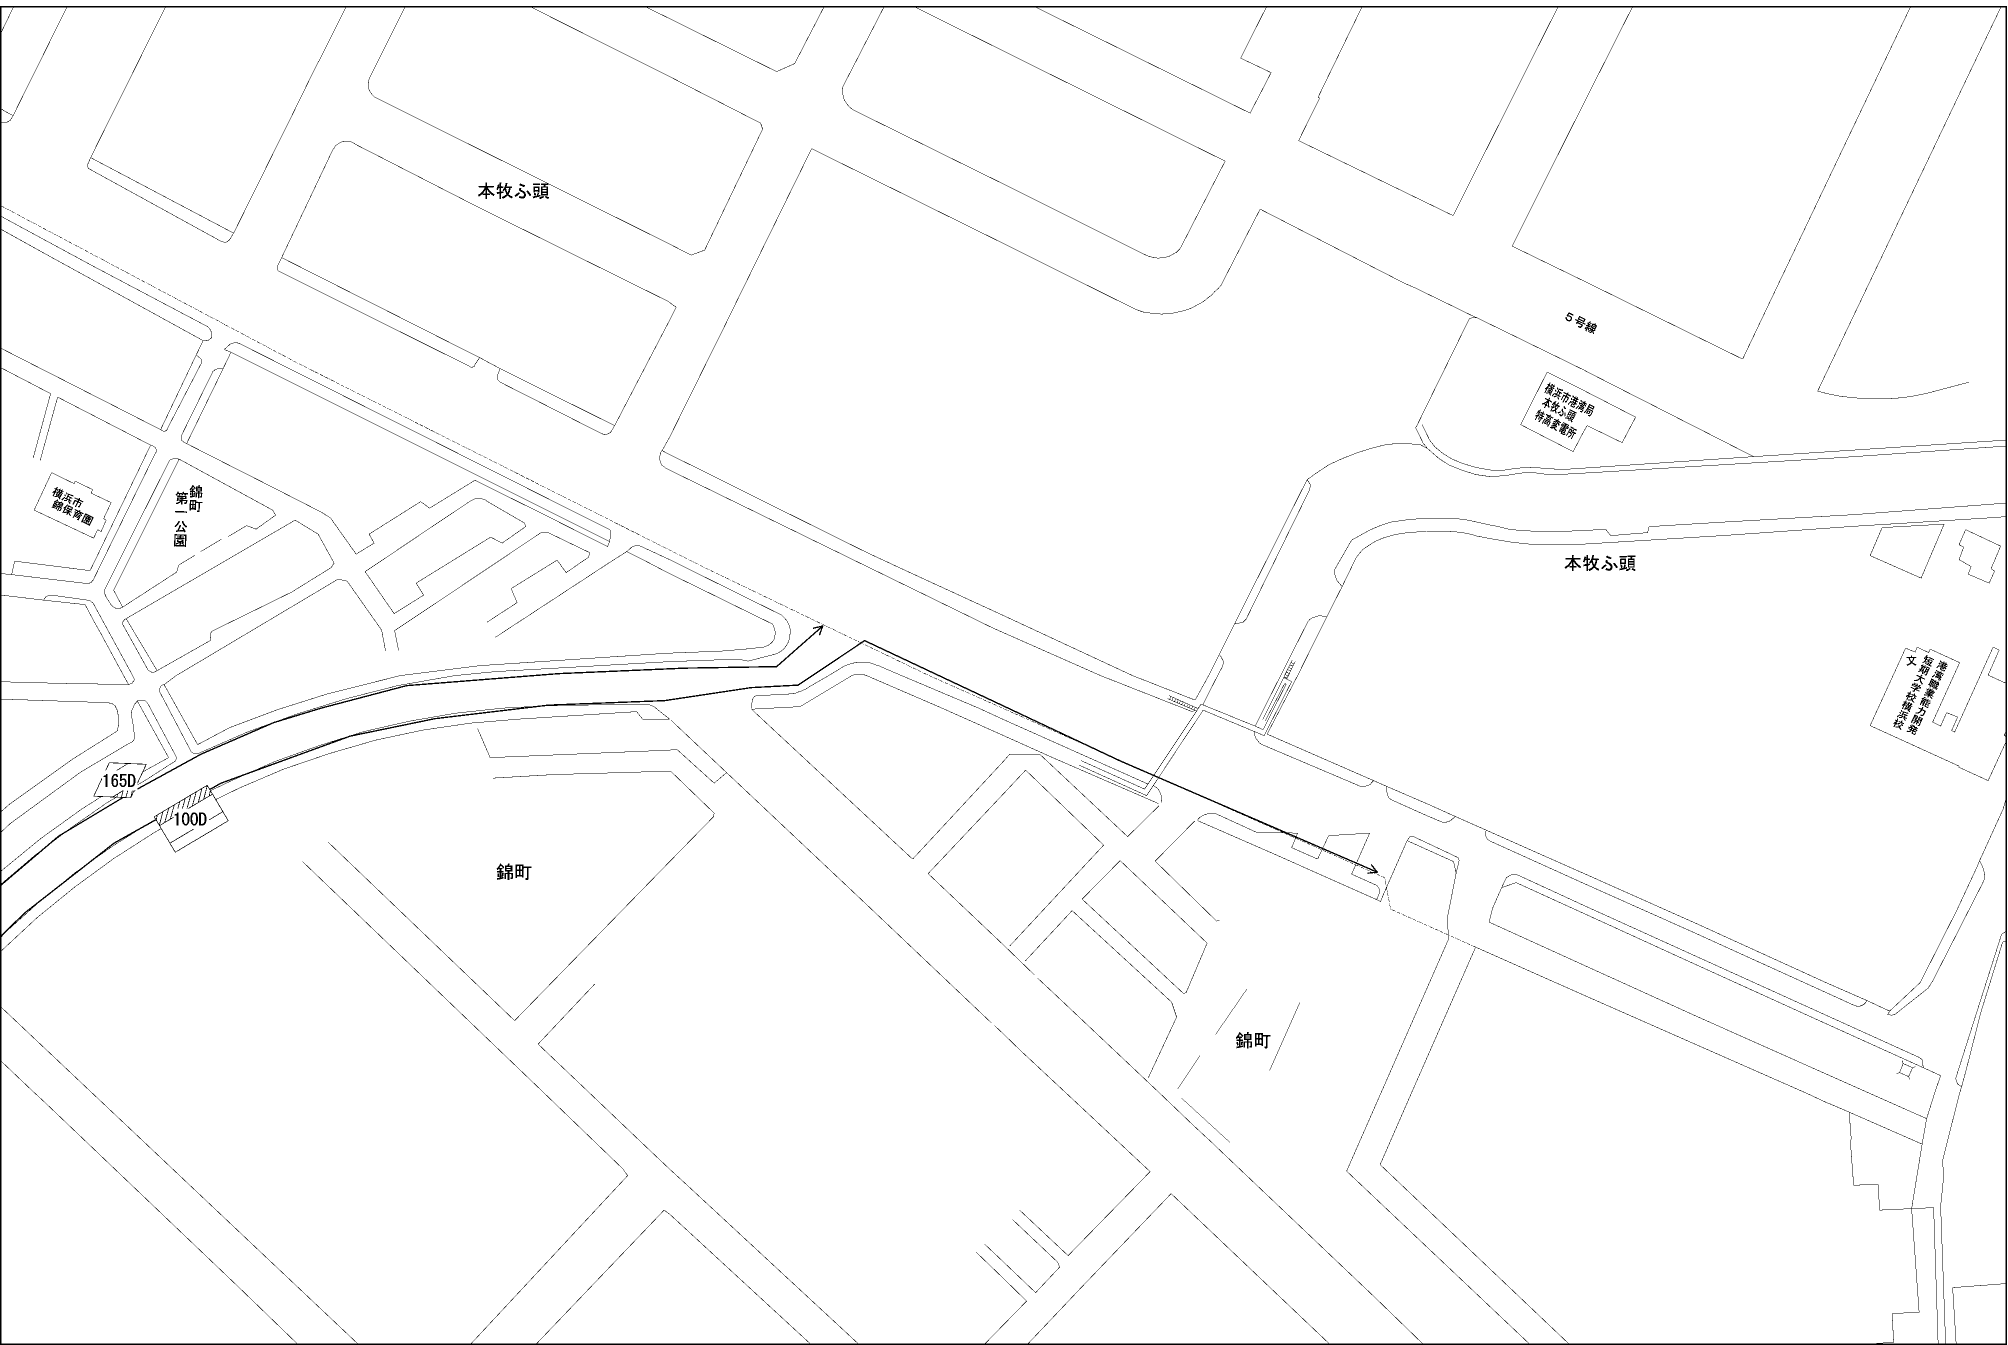 本牧ふ頭
5号線
横浜市港湾局
本牧ふ頭
特高変電所
横浜市
錦保育園
錦町
第一公園
本牧ふ頭
港湾職業能力開発
短期大学校横浜校
文
165D
100D
錦町
錦町